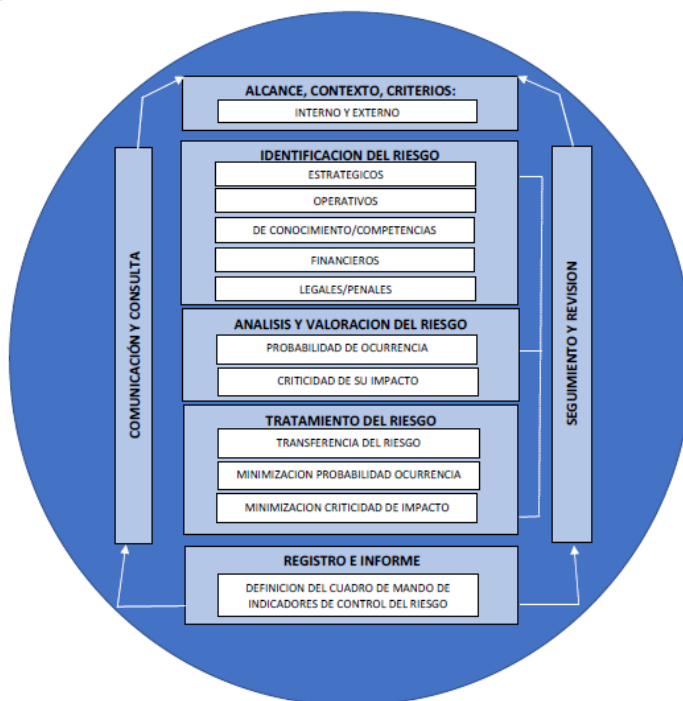 ALCANCE, CONTEXTO, CRITERIOS:
INTERNO Y EXTERNO
IDENTIFICACION DEL RIESGO
ESTRATEGICOS
OPERATIVOS
DE CONOCIMIENTO/COMPETENCIAS
FINANCIEROS
LEGALES/PENALES
ANALISIS Y VALORACION DEL RIESGO
PROBABILIDAD DE OCURRENCIA
CRITICIDAD DE SU IMPACTO
TRATAMIENTO DEL RIESGO
TRANSFERENCIA DEL RIESGO
MINIMIZACION PROBABILIDAD OCURRENCIA
MINIMIZACION CRITICIDAD DE IMPACTO
REGISTRO E INFORME
DEFINICION DEL CUADRO DE MANDO DE
INDICADORES DE CONTROL DEL RIESGO
COMUNICACIÓN Y CONSULTA
SEGUIMIENTO Y REVISION